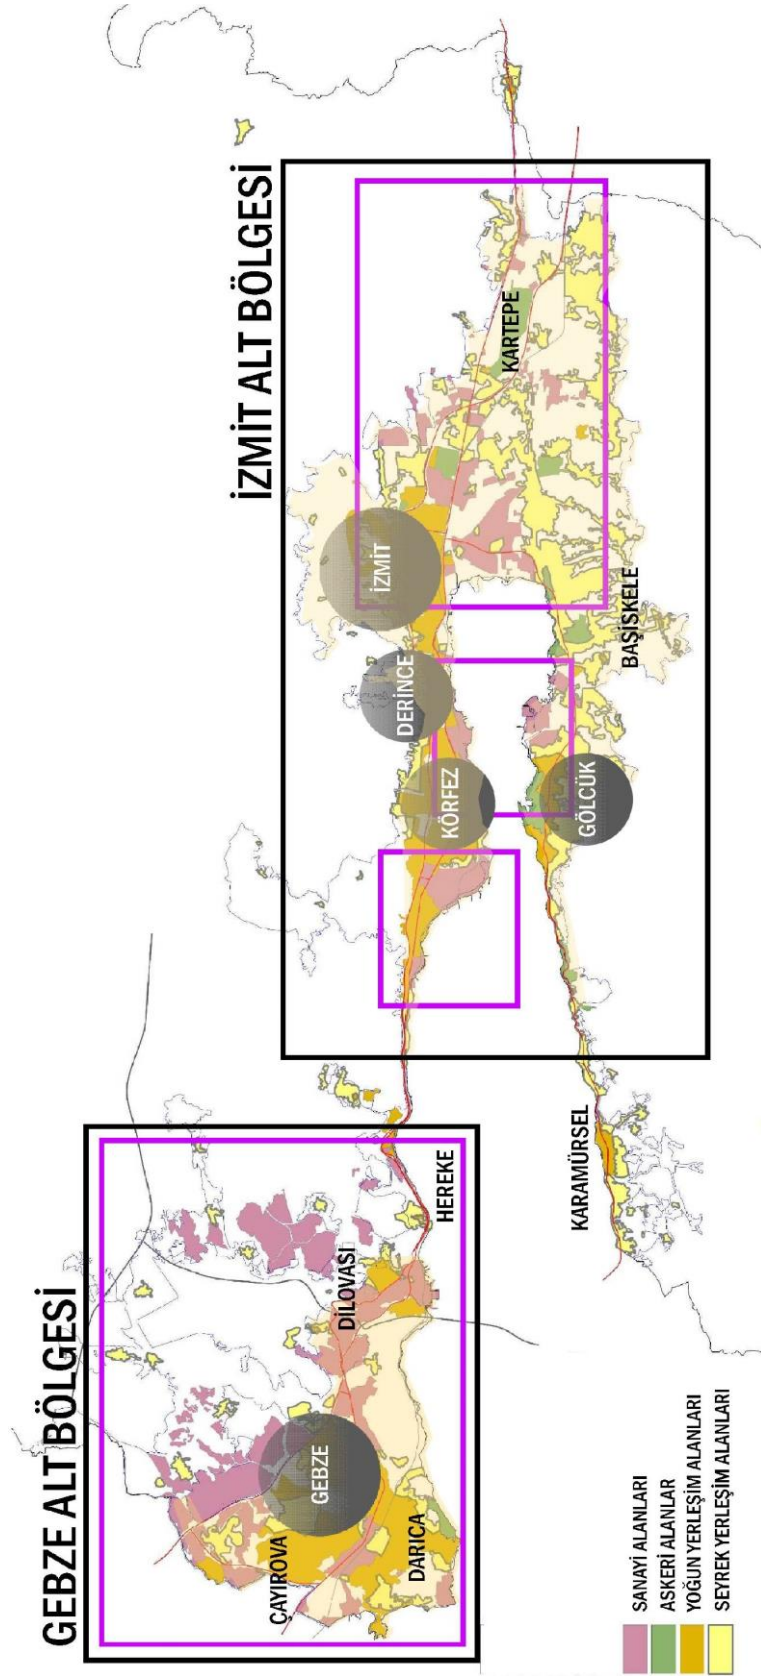 GEBZE ALT BÖLGESİ
İZMİT ALT BÖLGESİ
ÇAYIROVA
GEBZE
DARICA
DİLOVASI
HEREKE
KARAMÜRSEL
KÖRFEZ
DERİNCE
İZMİT
GÖLCÜK
BAŞİSKELE
KARTEPE
SANAYİ ALANLARI
ASKERİ ALANLAR
YOĞUN YERLEŞİM ALANLARI
SEYREK YERLEŞİM ALANLARI